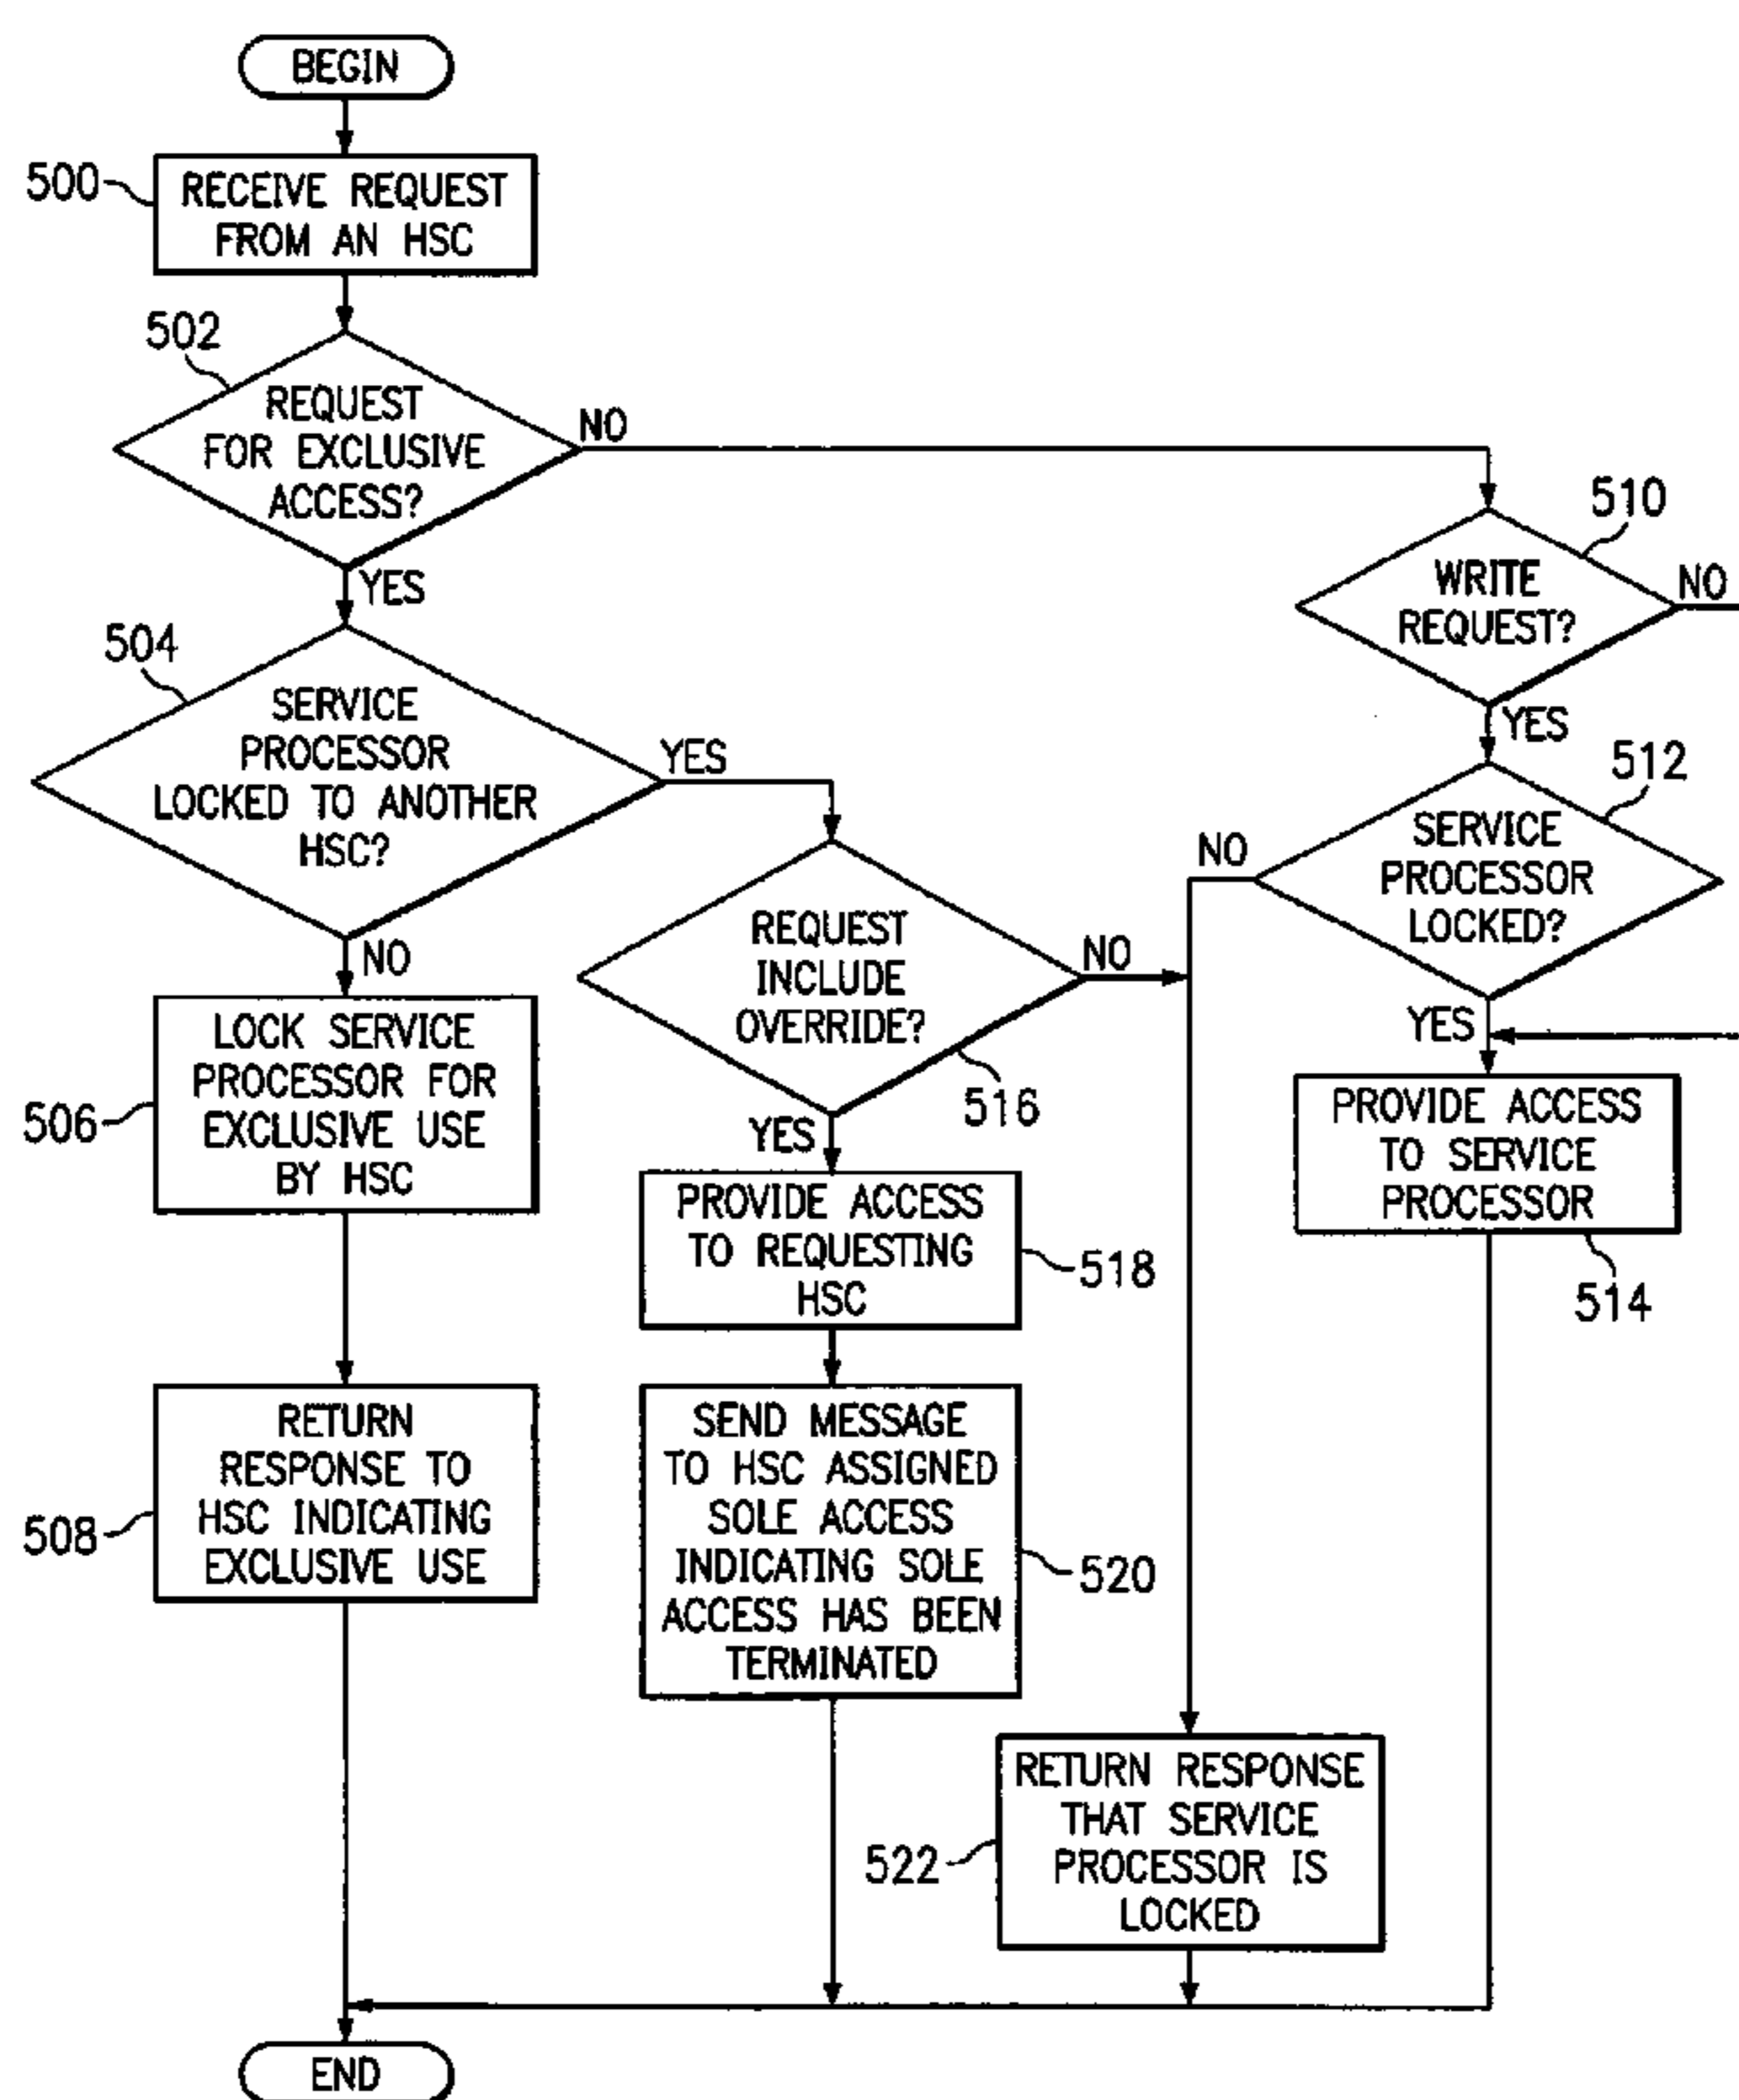 BEGIN
500
RECEIVE REQUEST
FROM AN HSC
502
REQUEST
FOR EXCLUSIVE
ACCESS?
NO
YES
510
WRITE
REQUEST?
NO
YES
504
SERVICE
PROCESSOR
LOCKED TO ANOTHER
HSC?
YES
NO
512
SERVICE
PROCESSOR
LOCKED?
NO
YES
REQUEST
INCLUDE
OVERRIDE?
NO
516
YES
506
LOCK SERVICE
PROCESSOR FOR
EXCLUSIVE USE
BY HSC
PROVIDE ACCESS
TO REQUESTING
HSC
518
PROVIDE ACCESS
TO SERVICE
PROCESSOR
514
508
RETURN
RESPONSE TO
HSC INDICATING
EXCLUSIVE USE
SEND MESSAGE
TO HSC ASSIGNED
SOLE ACCESS
INDICATING SOLE
ACCESS HAS BEEN
TERMINATED
520
522
RETURN RESPONSE
THAT SERVICE
PROCESSOR IS
LOCKED
END